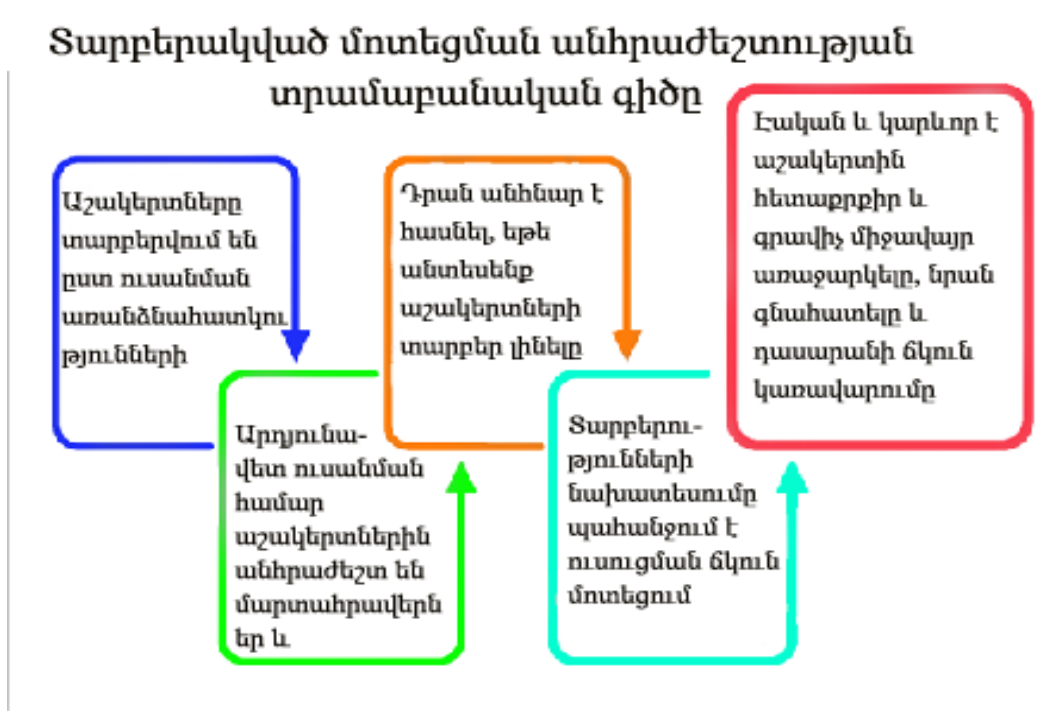 Տարբերակված մոտեցման անհրաժեշտության
տրամաբանական գիծը
Աշակերտները
տարբերվում են
ըստ ուսանման
առանձնահատկու
թյունների
Արդյունա-
վետ ուսանման
համար
աշակերտներին
անհրաժեշտ են
մարտահրավերն
եր և
Դրան անհնար է
հասնել, եթե
անտեսենք
աշակերտների
տարբեր լինելը
Տարբերու-
թյունների
նախատեսումը
պահանջում է
ուսուցման ճկուն
մոտեցում
Էական և կարևոր է
աշակերտին
հետաքրքիր և
գրավիչ միջավայր
առաջարկելը, նրան
գնահատելը և
դասարանի ճկուն
կառավարումը